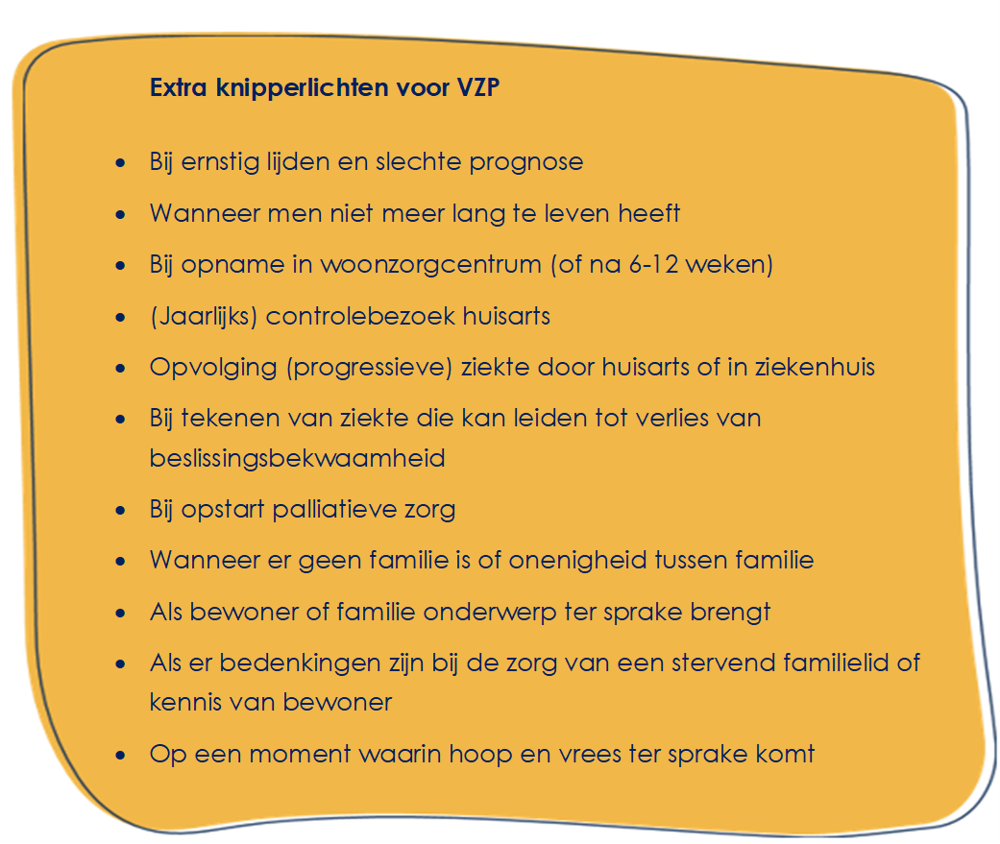 Extra knipperlichten voor VZP
• Bij ernstig lijden en slechte prognose
• Wanneer men niet meer lang te leven heeft
• Bij opname in woonzorgcentrum (of na 6-12 weken)
• (Jaarlijks) controlebezoek huisarts
• Opvolging (progressieve) ziekte door huisarts of in ziekenhuis
• Bij tekenen van ziekte die kan leiden tot verlies van
beslissingsbekwaamheid
• Bij opstart palliatieve zorg
• Wanneer er geen familie is of onenigheid tussen familie
• Als bewoner of familie onderwerp ter sprake brengt
• Als er bedenkingen zijn bij de zorg van een stervend familielid of
kennis van bewoner
• Op een moment waarin hoop en vrees ter sprake komt